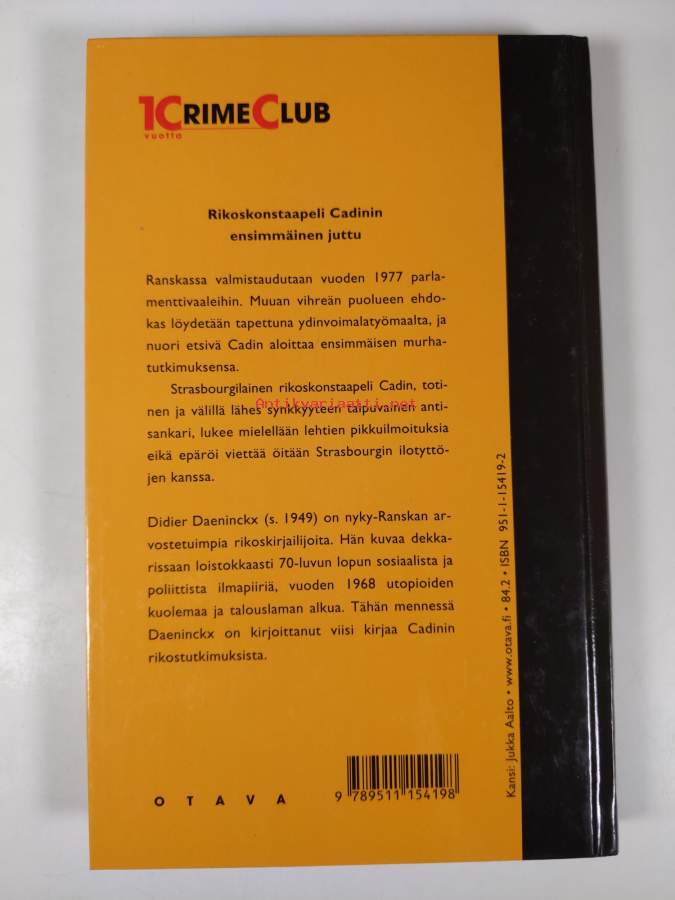 1CRIMECLUB
vuotta
Rikoskonstaapeli Cadinin
ensimmäinen juttu
Ranskassa valmistaudutaan vuoden 1977 parla-
menttivaaleihin. Muuan vihreän puolueen ehdo-
kas löydetään tapettuna ydinvoimalatyömaalta, ja
nuori etsivä Cadin aloittaa ensimmäisen murha-
tutkimuksensa.
Strasbourgilainen rikoskonstaapeli Cadin, toti-
nen ja välillä lähes synkkyyteen taipuvainen anti-
Antikvariaatti.net
sankari, lukee mielellään lehtien pikkuilmoituksia
eikä epäröi viettää öitään Strasbourgin ilotyttö-
jen kanssa.
Didier Daeninckx (s. 1949) on nyky-Ranskan ar-
vostetuimpia rikoskirjailijoita. Hän kuvaa dekka-
rissaan loistokkaasti 70-luvun lopun sosiaalista ja
poliittista ilmapiiriä, vuoden 1968 utopioiden
kuolemaa ja talouslaman alkua. Tähän mennessä
Daeninckx on kirjoittanut viisi kirjaa Cadinin
rikostutkimuksista.
OTAVA
9 789511 154198
Kansi: Jukka Aalto • www.otava.fi • 84.2 • ISBN 951-1-15419-2